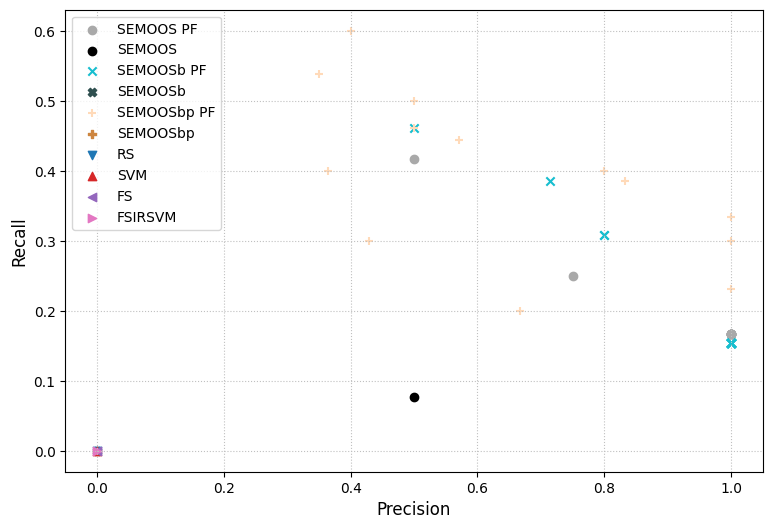 SEMOOS PF
SEMOOS
SEMOOSb PF
SEMOOSb
SEMOOSbp PF
SEMOOSbp
RS
SVM
FS
FSIRSVM
0.6
0.5
0.4
0.3
0.2
0.1
0.0
Recall
0.0 0.2 0.4 0.6 0.8 1.0
Precision